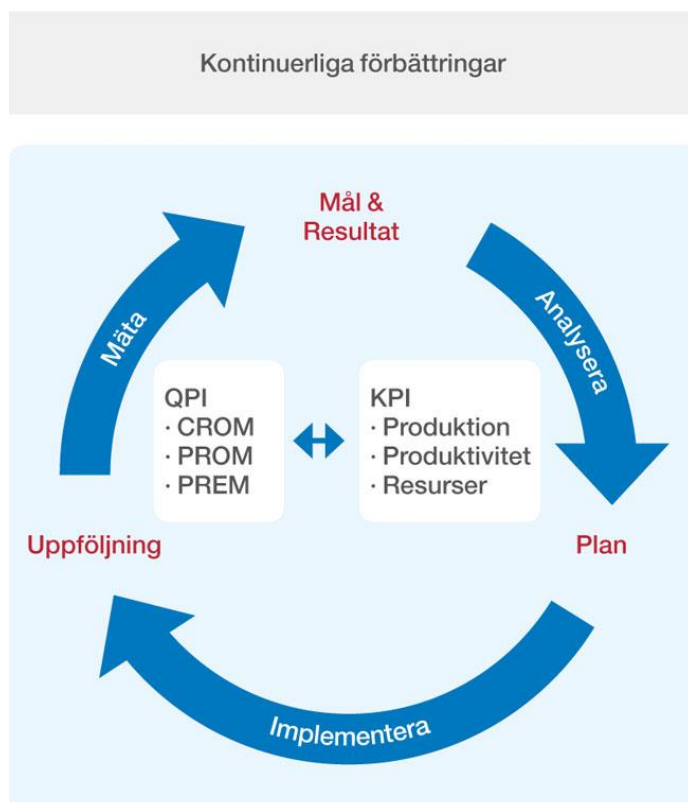 Kontinuerliga förbättringar
Mål &
Resultat
Mäta
Analysera
QPI
· CROM
· PROM
· PREM
KPI
· Produktion
· Produktivitet
· Resurser
Uppföljning
Plan
Implementera